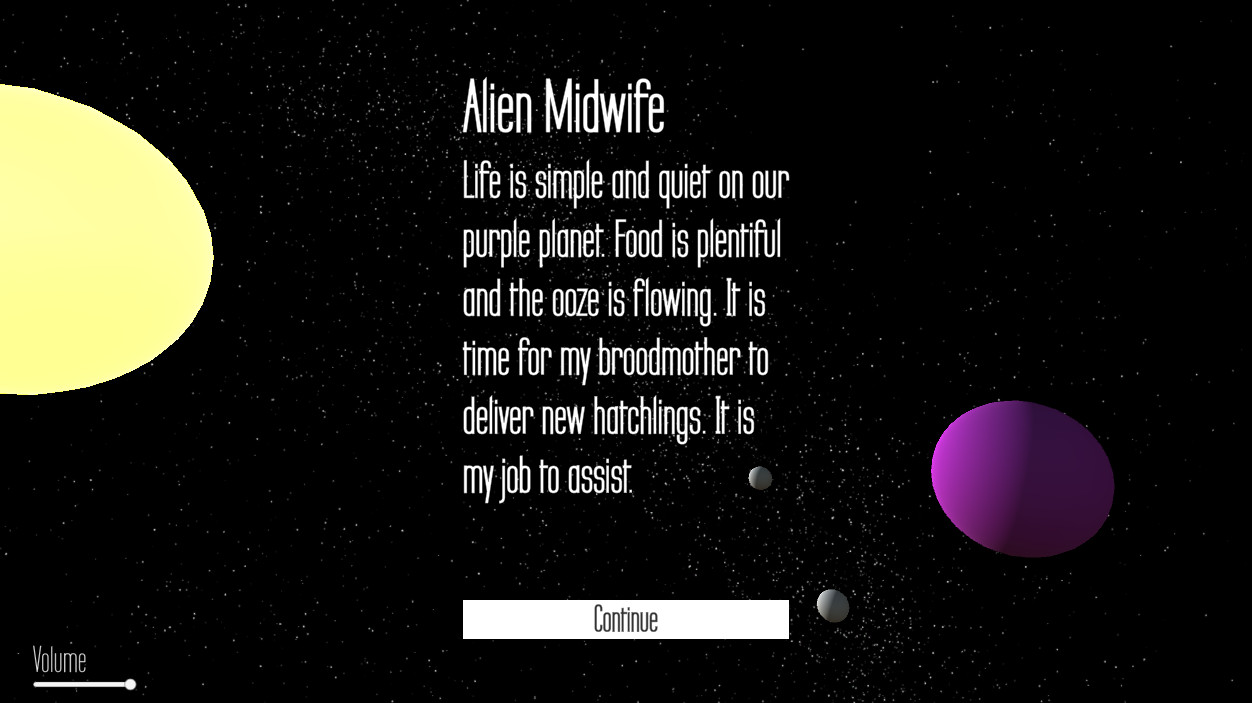 Alien Midwife
Life is simple and quiet on our
purple planet. Food is plentiful
and the ooze is flowing. It is
time for my broodmother to
deliver new hatchlings. It is
my job to assist.
Continue
Volume